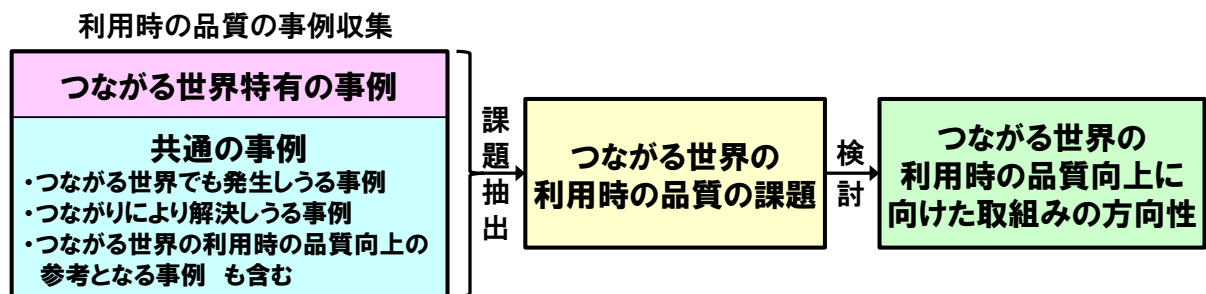 利用時の品質の事例収集
つながる世界特有の事例
共通の事例
・つながる世界でも発生しうる事例
・つながりにより解決しうる事例
・つながる世界の利用時の品質向上の
参考となる事例　も含む
課題抽出
つながる世界の
利用時の品質の課題
検討
つながる世界の
利用時の品質向上に
向けた取組みの方向性